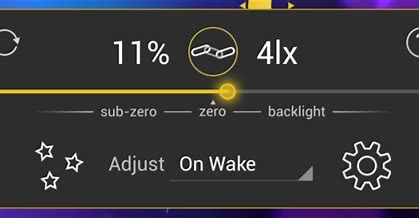 11% 4lx
sub-zero zero backlight
Adjust On Wake